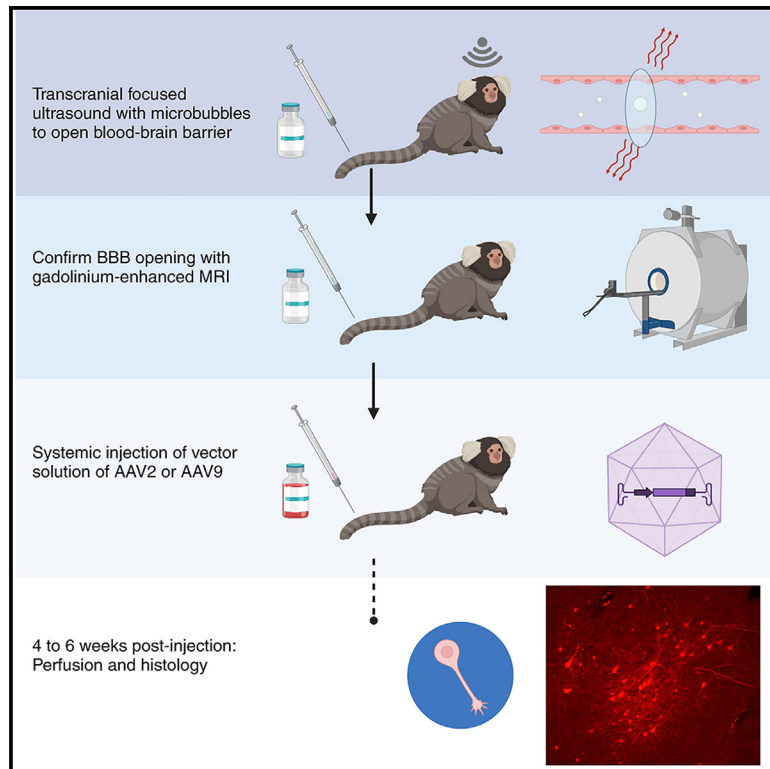 Transcranial focused
ultrasound with microbubbles
to open blood-brain barrier
Confirm BBB opening with
gadolinium-enhanced MRI
Systemic injection of vector
solution of AAV2 or AAV9
4 to 6 weeks post-injection:
Perfusion and histology